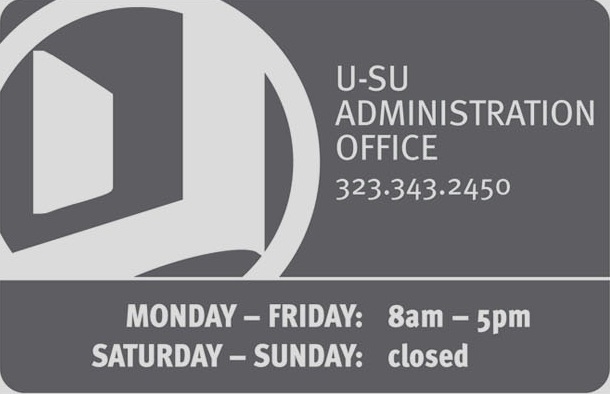 U-SU
ADMINISTRATION
OFFICE
323.343.2450
MONDAY – FRIDAY: 8am – 5pm
SATURDAY – SUNDAY: closed